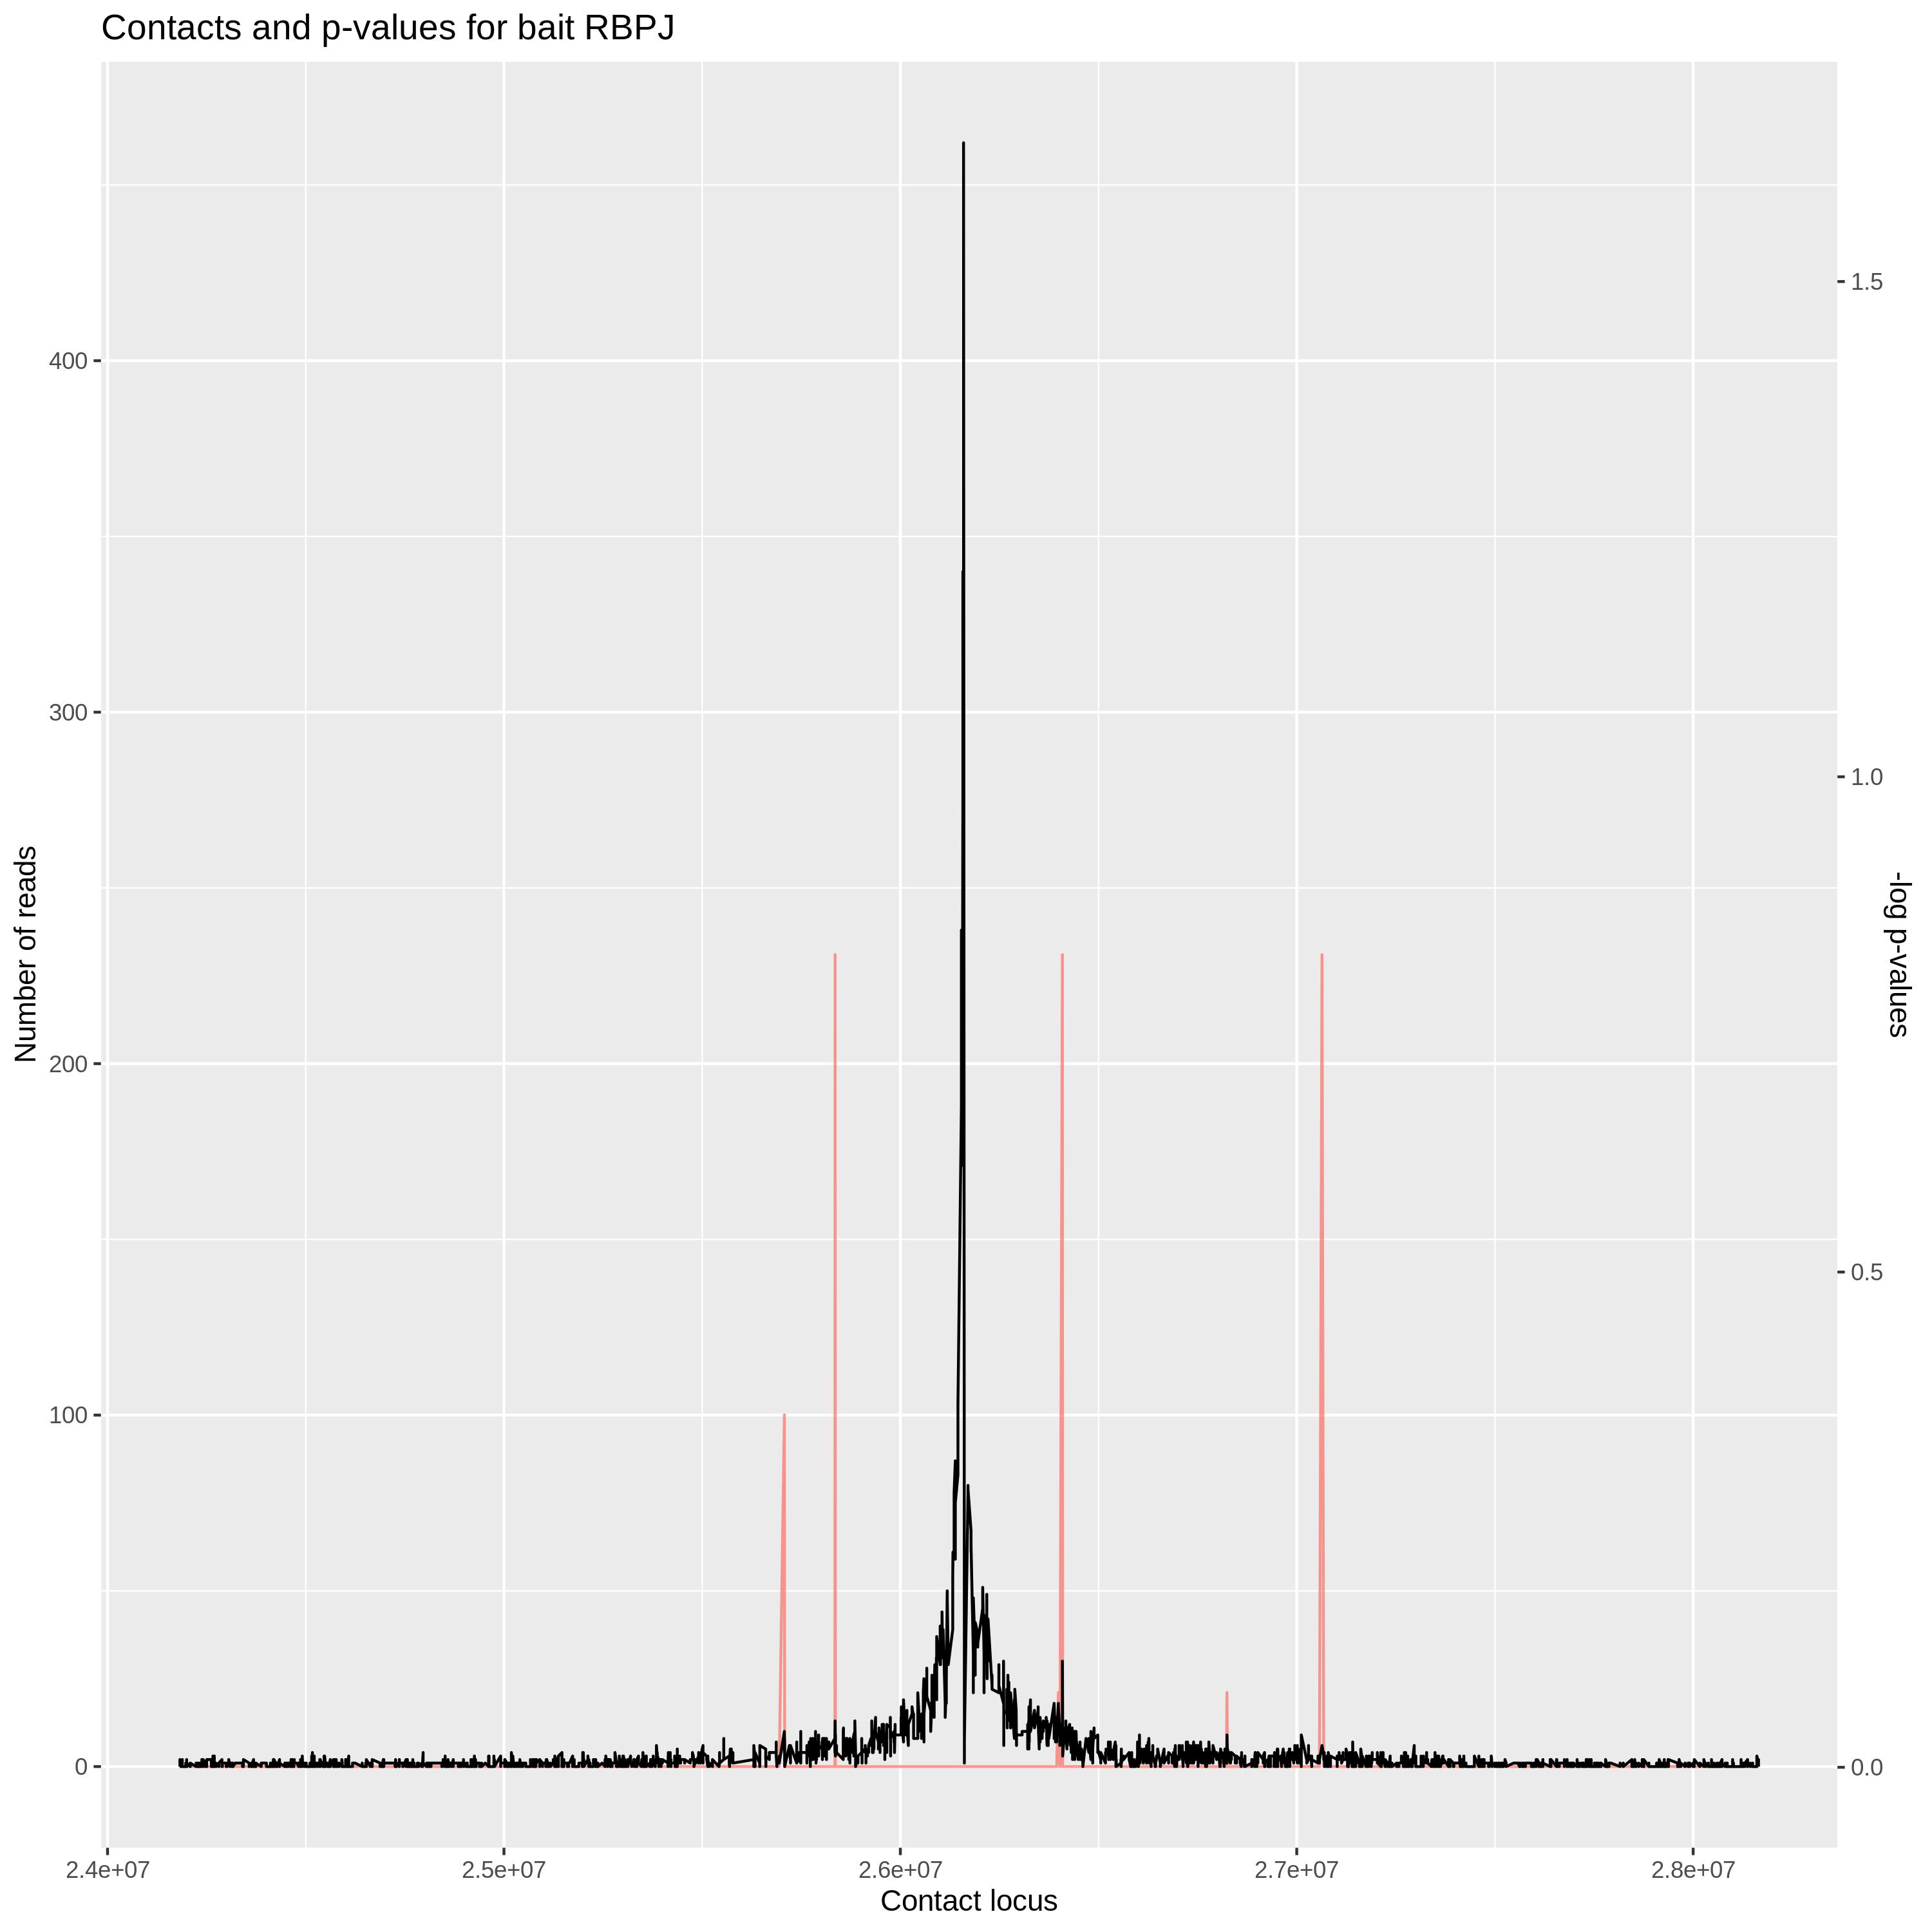 Contacts and p-values for bait RBPJ
Number of reads
400
300
200
100
0
1.5
1.0
0.5
0.0
-log p-values
2.4e+07 2.5e+07 2.6e+07 2.7e+07 2.8e+07
Contact locus